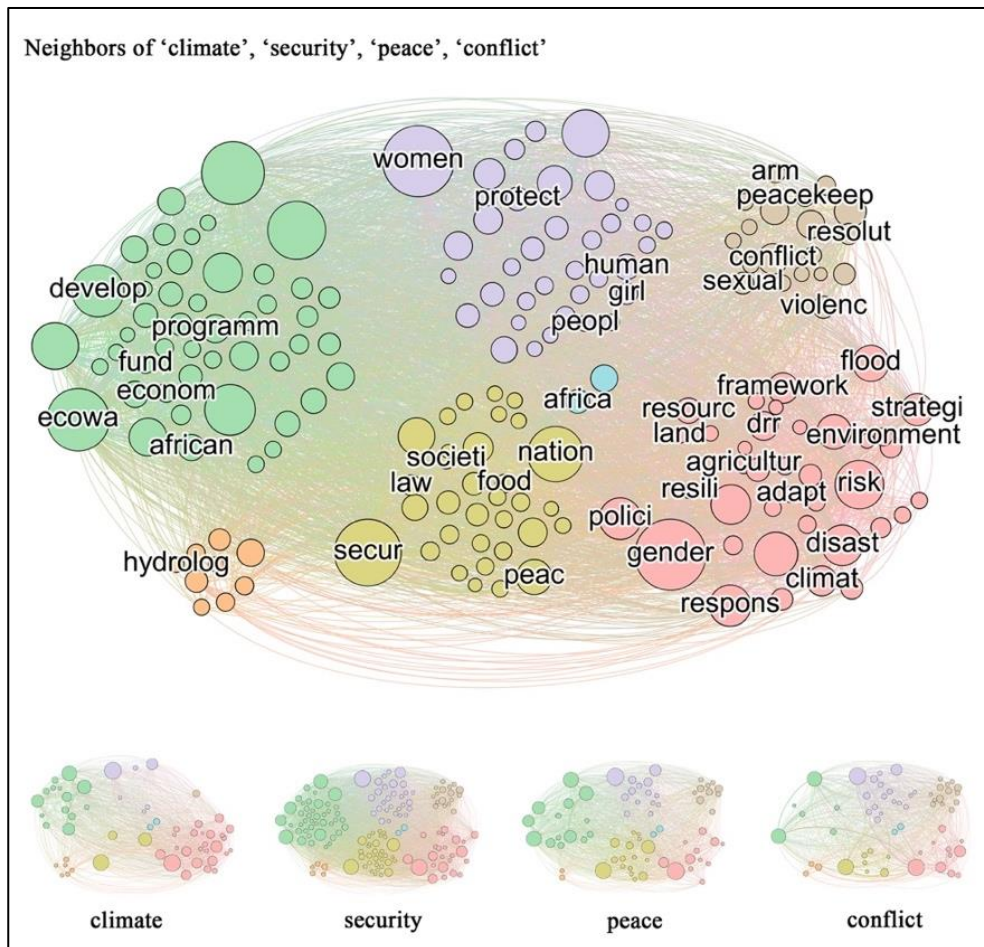 Neighbors of ‘climate’, ‘security’, ‘peace’, ‘conflict’
women
protect
human
girl
peopl
arm
peacekeep
resolut
conflict
sexual
violenc
develop
programm
fund
econom
ecowa
african
africa
flood
framework
strategi
resourc
drr
land
environment
agricultur
resili
adapt
risk
polici
gender
disast
climat
respons
societi
nation
law
food
secur
peac
hydrolog
climate
security
peace
conflict